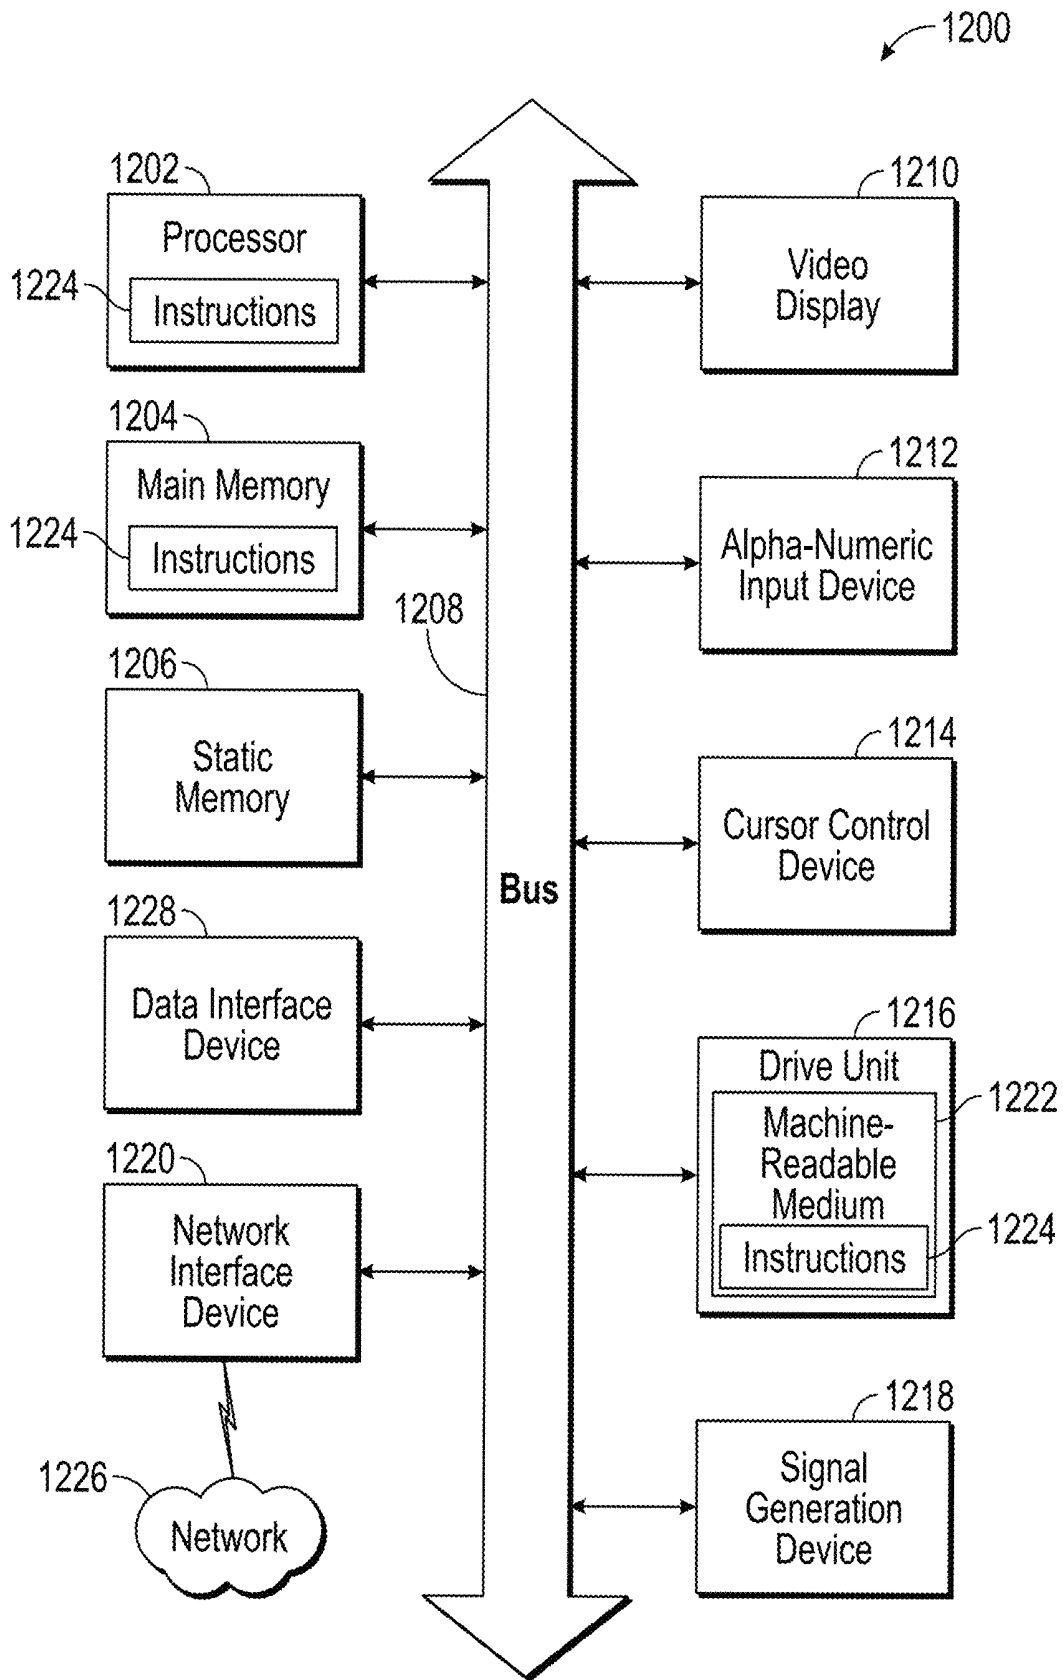 1200
1202
Processor
1224
Instructions
1204
Main Memory
1224
Instructions
1208
1206
Static
Memory
1228
Data Interface
Device
1220
Network
Interface
Device
1226
Network
Bus
1210
Video
Display
1212
Alpha-Numeric
Input Device
1214
Cursor Control
Device
1216
Drive Unit
1222
Machine-
Readable
Medium
1224
Instructions
1218
Signal
Generation
Device